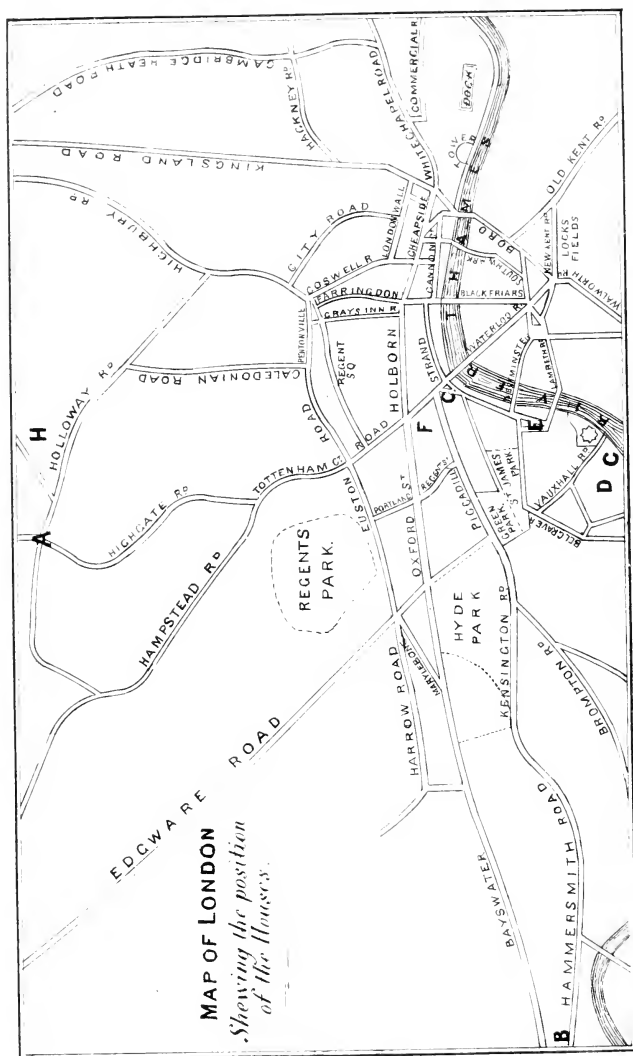 MAP OF LONDON
Shewing the position
of the Houses.
CAMBRIDGE HEATH ROAD
HACKNEY RD
WHITECHAPEL ROAD
COMMERCIAL R
DOCK
KINGSLAND ROAD
HIGHBURY RD
CITY ROAD
LONDON WALL
CHEAPSIDE
CANNON S
TOWER
RIVER THAMES
OLD KENT RD
BORO
SOUTHWARK
NEW KENT RD
LOCKS
FIELDS
WALWORTH RD
GOSWELL R
FARRINGDON
GRAYS INN R
BLACKFRIARS
PENTONVILLE
REGENT
SQ
HOLBORN
STRAND
WATERLOO R
WESTMINSTER
LAMBETH R
H
HOLLOWAY RD
CALEDONIAN ROAD
A
HIGHGATE RD
TOTTENHAM CT ROAD
EUSTON ROAD
HAMPSTEAD RD
F
G
E
D
C
PORTLAND
REGENT ST
OXFORD ST
PICCADILLY
GREEN
PARK
ST JAMES
PARK
VAUXHALL RD
BELGRAVE R
REGENTS
PARK.
HYDE
PARK
MARYLEBONE
HARROW ROAD
KENSINGTON RD
BROMPTON RD
EDGWARE ROAD
BAYSWATER
HAMMERSMITH ROAD
B